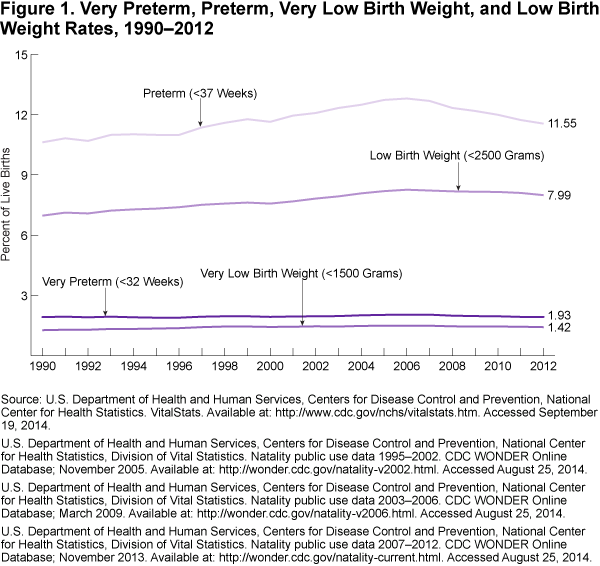 Figure 1. Very Preterm, Preterm, Very Low Birth Weight, and Low Birth
Weight Rates, 1990–2012
15
Preterm (<37 Weeks)
12
11.55
Low Birth Weight (<2500 Grams)
9
7.99
Percent of Live Births
6
Very Low Birth Weight (<1500 Grams)
Very Preterm (<32 Weeks)
3
1.93
1.42
1990 1992 1994 1996 1998 2000 2002 2004 2006 2008 2010 2012
Source: U.S. Department of Health and Human Services, Centers for Disease Control and Prevention, National
Center for Health Statistics. VitalStats. Available at: http://www.cdc.gov/nchs/vitalstats.htm. Accessed September
19, 2014.
U.S. Department of Health and Human Services, Centers for Disease Control and Prevention, National Center
for Health Statistics, Division of Vital Statistics. Natality public use data 1995–2002. CDC WONDER Online
Database; November 2005. Available at: http://wonder.cdc.gov/natality-v2002.html. Accessed August 25, 2014.
U.S. Department of Health and Human Services, Centers for Disease Control and Prevention, National Center
for Health Statistics, Division of Vital Statistics. Natality public use data 2003–2006. CDC WONDER Online
Database; March 2009. Available at: http://wonder.cdc.gov/natality-v2006.html. Accessed August 25, 2014.
U.S. Department of Health and Human Services, Centers for Disease Control and Prevention, National Center
for Health Statistics, Division of Vital Statistics. Natality public use data 2007–2012. CDC WONDER Online
Database; November 2013. Available at: http://wonder.cdc.gov/natality-current.html. Accessed August 25, 2014.